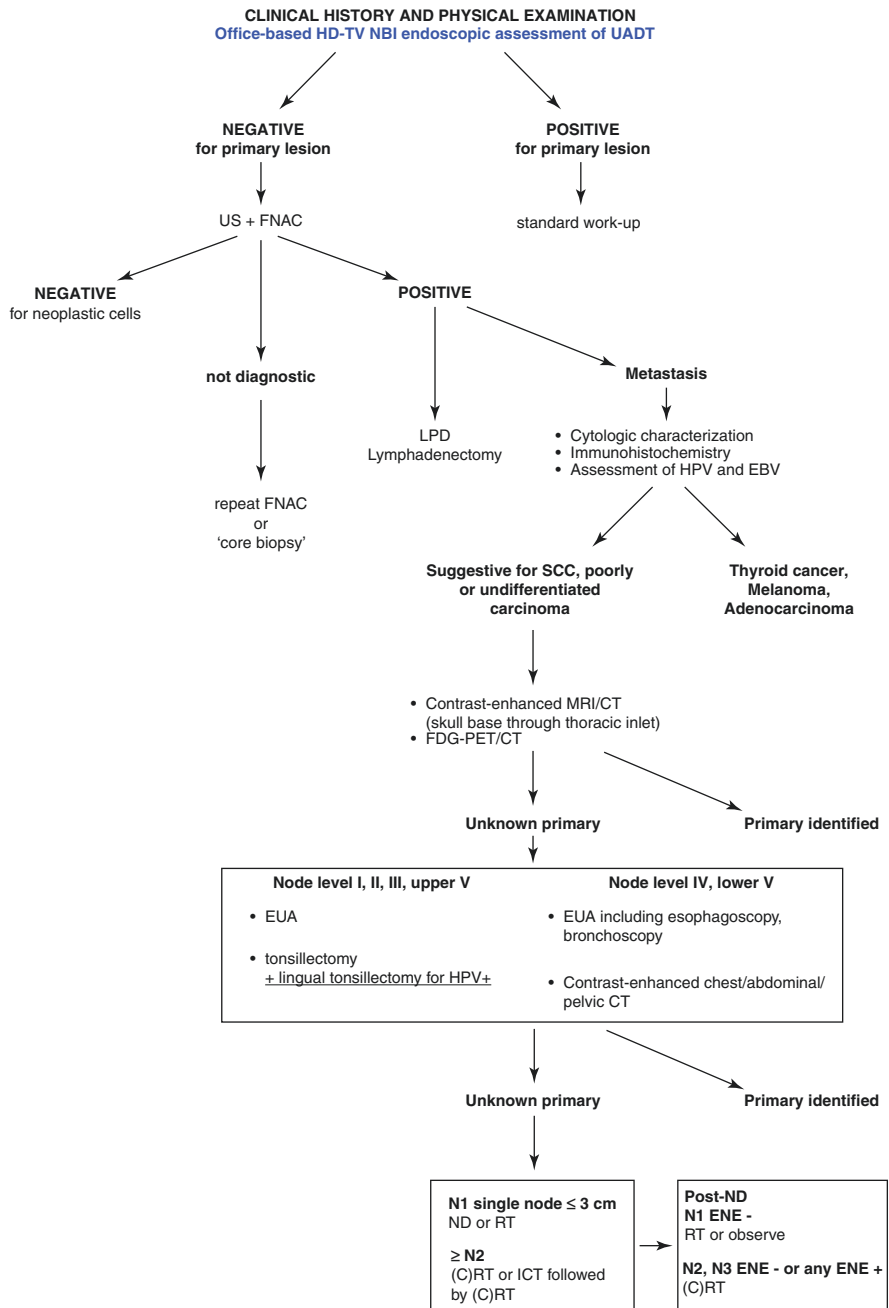 CLINICAL HISTORY AND PHYSICAL EXAMINATION
Office-based HD-TV NBI endoscopic assessment of UADT
NEGATIVE
for primary lesion
POSITIVE
for primary lesion
US + FNAC
standard work-up
NEGATIVE
for neoplastic cells
POSITIVE
not diagnostic
Metastasis
LPD
Lymphadenectomy
• Cytologic characterization
• Immunohistochemistry
• Assessment of HPV and EBV
repeat FNAC
or
‘core biopsy’
Suggestive for SCC, poorly
or undifferentiated
carcinoma
Thyroid cancer,
Melanoma,
Adenocarcinoma
• Contrast-enhanced MRI/CT
(skull base through thoracic inlet)
• FDG-PET/CT
Unknown primary
Primary identified
Node level I, II, III, upper V
• EUA
• tonsillectomy
+ lingual tonsillectomy for HPV+
Node level IV, lower V
• EUA including esophagoscopy,
bronchoscopy
• Contrast-enhanced chest/abdominal/
pelvic CT
Unknown primary
Primary identified
N1 single node ≤ 3 cm
ND or RT
≥ N2
(C)RT or ICT followed
by (C)RT
Post-ND
N1 ENE -
RT or observe
N2, N3 ENE - or any ENE +
(C)RT